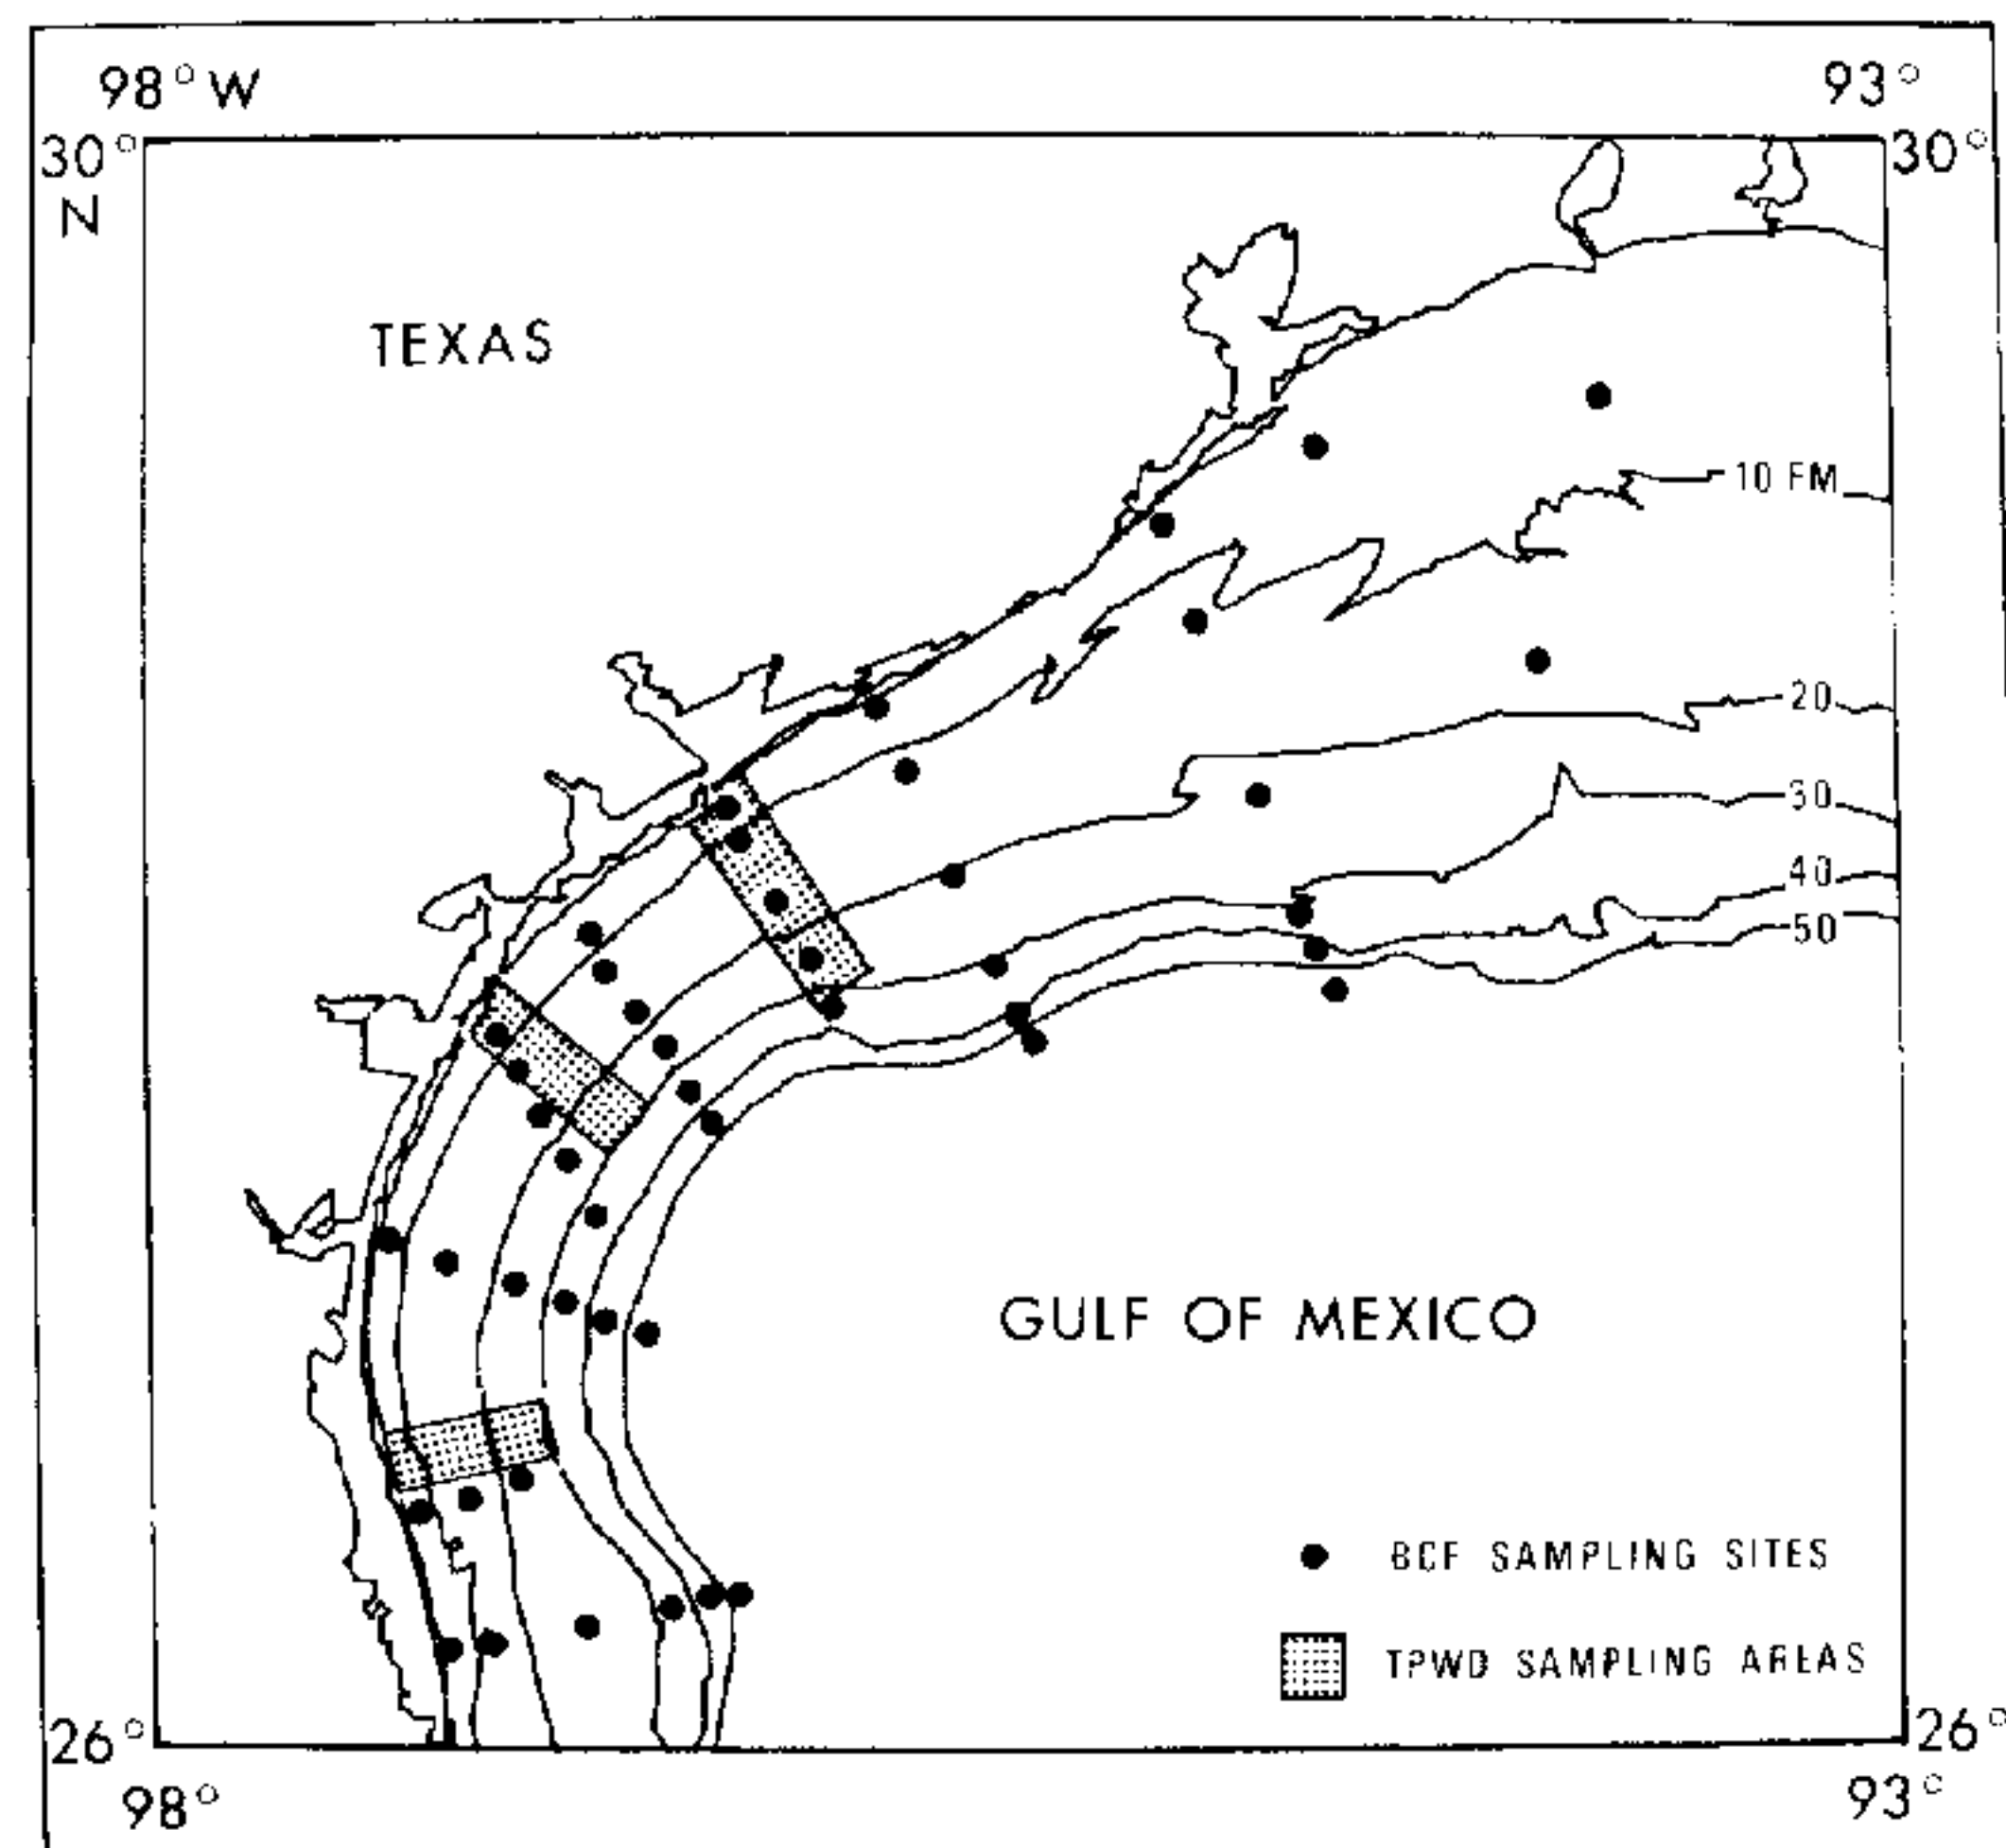 98° W
93°
30°
30°
N
TEXAS
10 FM
20
30
40
50
GULF OF MEXICO
BCF SAMPLING SITES
TPWD SAMPLING AREAS
26°
26°
98°
93°